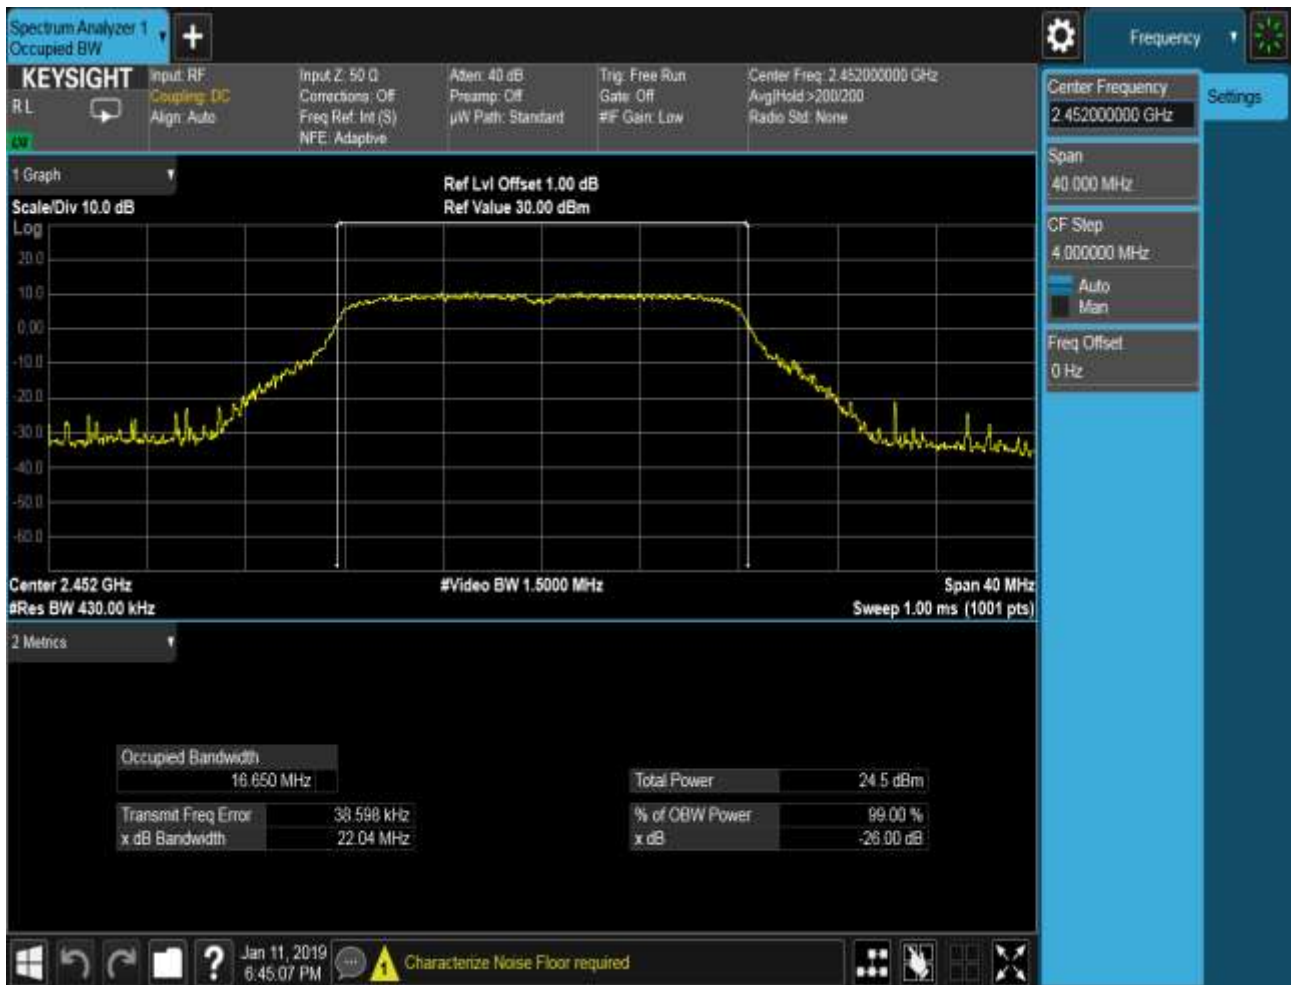 Spectrum Analyzer 1
Occupied BW
Frequency
KEYSIGHT
R L
Input: RF
Coupling: DC
Align: Auto
Input Z: 50 Ω
Corrections: Off
Freq Ref: Int (S)
NFE: Adaptive
Atten: 40 dB
Preamp: Off
µW Path: Standard
Trig: Free Run
Gate: Off
#IF Gain: Low
Center Freq: 2.452000000 GHz
Avg|Hold >200/200
Radio Std: None
Center Frequency
2.452000000 GHz
Settings
Span
40.000 MHz
CF Step
4.000000 MHz
Auto
Man
Freq Offset
0 Hz
1 Graph
Scale/Div 10.0 dB
Ref Lvl Offset 1.00 dB
Ref Value 30.00 dBm
Log
20.0
10.0
0.00
-10.0
-20.0
-30.0
-40.0
-50.0
-60.0
Center 2.452 GHz
#Video BW 1.5000 MHz
Span 40 MHz
#Res BW 430.00 kHz
Sweep 1.00 ms (1001 pts)
2 Metrics
Occupied Bandwidth
16.650 MHz
Total Power 24.5 dBm
Transmit Freq Error 38.598 kHz
% of OBW Power 99.00 %
x dB Bandwidth 22.04 MHz
x dB -26.00 dB
?
Jan 11, 2019
6:45:07 PM
1
Characterize Noise Floor required